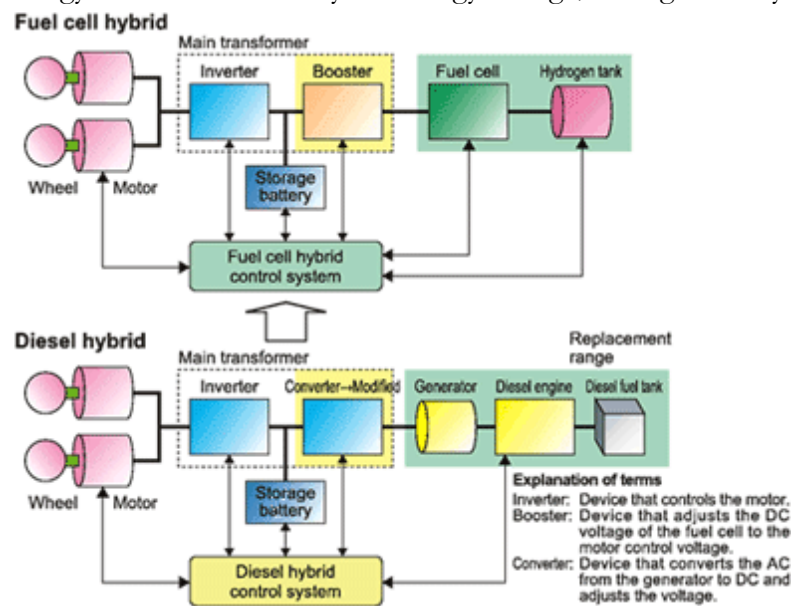 Fuel cell hybrid
Main transformer
Inverter
Booster
Fuel cell
Hydrogen tank
Wheel
Motor
Storage
battery
Fuel cell hybrid
control system
Diesel hybrid
Main transformer
Replacement
range
Inverter
Converter→Modifield
Generator
Diesel engine
Diesel fuel tank
Wheel
Motor
Storage
battery
Diesel hybrid
control system
Explanation of terms
Inverter: Device that controls the motor.
Booster: Device that adjusts the DC
voltage of the fuel cell to the
motor control voltage.
Converter: Device that converts the AC
from the generator to DC and
adjusts the voltage.